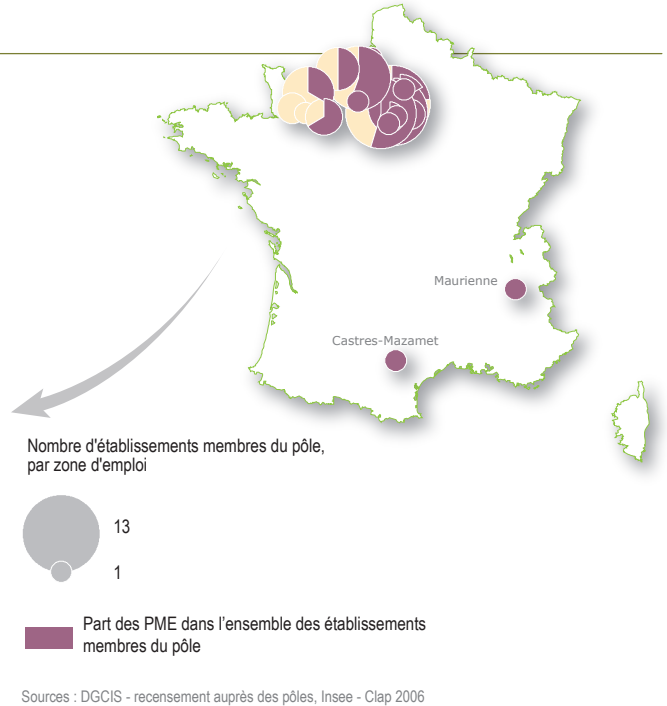 Maurienne
Castres-Mazamet
Nombre d'établissements membres du pôle,
par zone d'emploi
13
1
Part des PME dans l'ensemble des établissements
membres du pôle
Sources : DGCIS - recensement auprès des pôles, Insee - Clap 2006